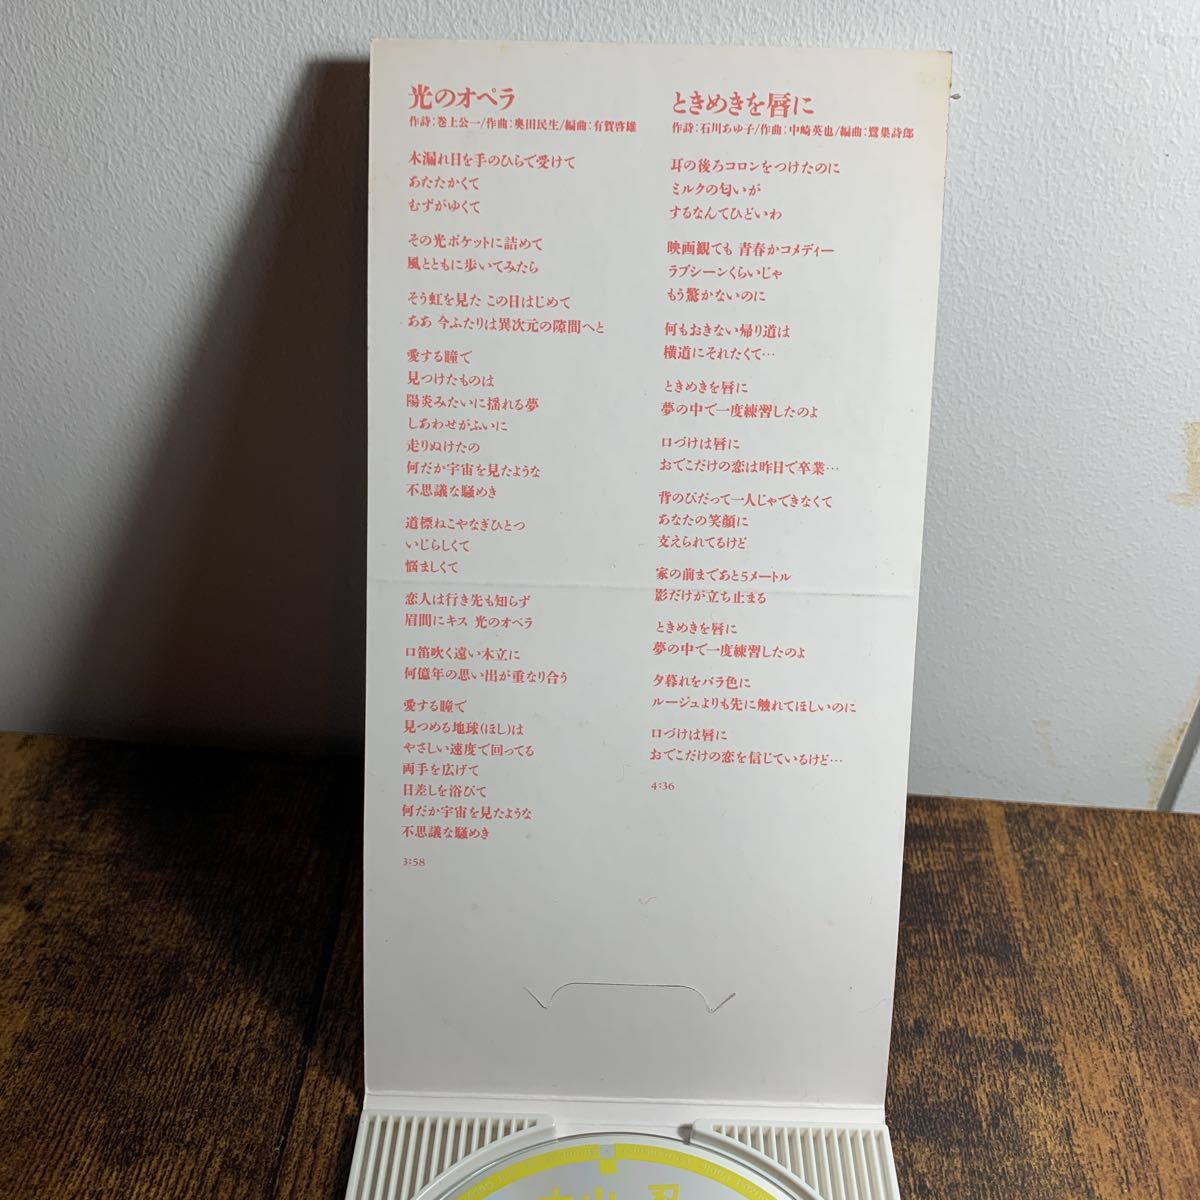 光のオペラ
作詩:巻上公一/作曲:奥田民生/編曲:有賀啓雄
木漏れ日を手のひらで受けて
あたたかくて
むずがゆくて
その光ポケットに詰めて
風とともに歩いてみたら
そう虹を見た この日はじめて
ああ 今ふたりは異次元の隙間へと
愛する瞳で
見つけたものは
陽炎みたいに揺れる夢
しあわせがふいに
走りぬけたの
何だか宇宙を見たような
不思議な騒めき
道標ねこやなぎひとつ
いじらしくて
悩ましくて
恋人は行き先も知らず
眉間にキス 光のオペラ
口笛吹く遠い木立に
何億年の思い出が重なり合う
愛する瞳で
見つめる地球(ほし)は
やさしい速度で回ってる
両手を広げて
日差しを浴びて
何だか宇宙を見たような
不思議な騒めき
3:58
ときめきを唇に
作詩:石川あゆ子/作曲:中崎英也/編曲:鷺巣詩郎
耳の後ろコロンをつけたのに
ミルクの匂いが
するなんてひどいわ
映画観ても 青春かコメディー
ラブシーンくらいじゃ
もう驚かないのに
何もおきない帰り道は
横道にそれたくて…
ときめきを唇に
夢の中で一度練習したのよ
口づけは唇に
おでこだけの恋は昨日で卒業…
背のびだって一人じゃできなくて
あなたの笑顔に
支えられてるけど
家の前まであと5メートル
影だけが立ち止まる
ときめきを唇に
夢の中で一度練習したのよ
夕暮れをバラ色に
ルージュよりも先に触れてほしいのに
口づけは唇に
おでこだけの恋を信じているけど…
4:36